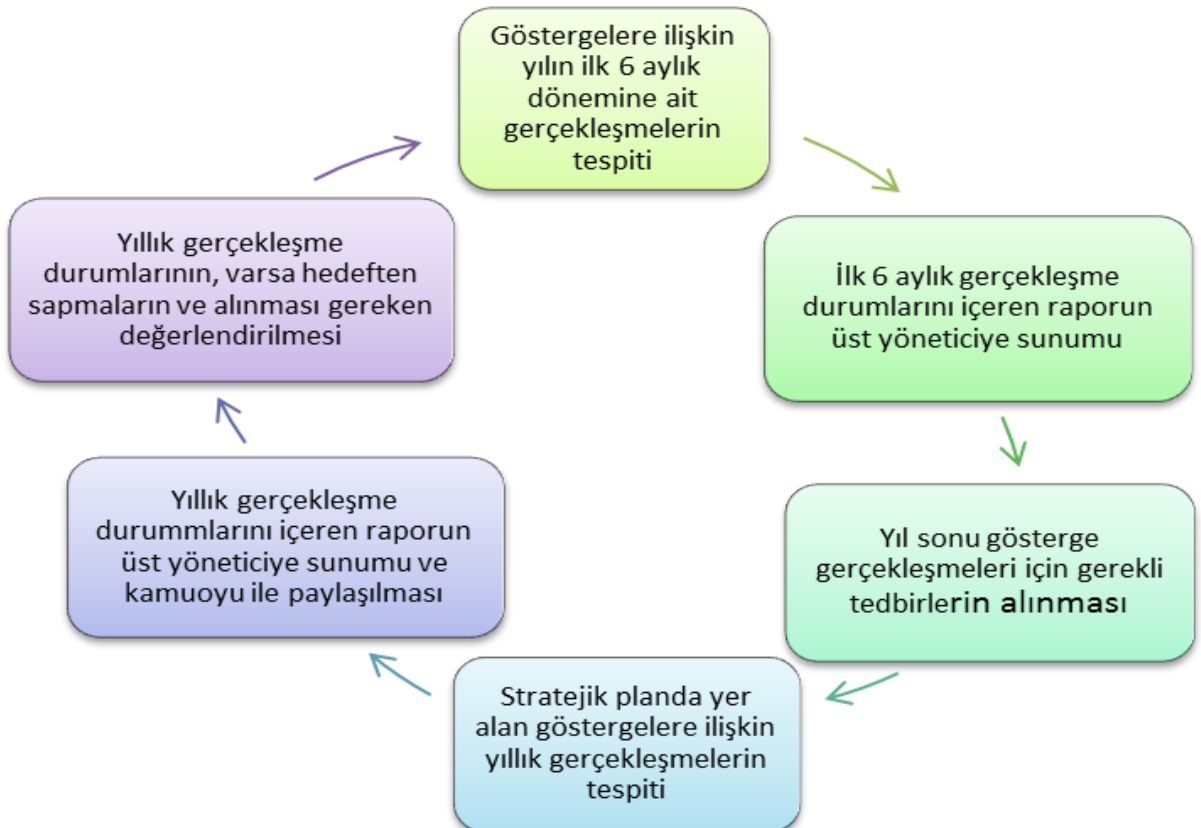 Göstergelere ilişkin
yılın ilk 6 aylık
dönemine ait
gerçekleşmelerin
tespiti
İlk 6 aylık gerçekleşme
durumlarını içeren raporun
üst yöneticiye sunumu
Yıl sonu gösterge
gerçekleşmeleri için gerekli
tedbirlerin alınması
Stratejik planda yer
alan göstergelere ilişkin
yıllık gerçekleşmelerin
tespiti
Yıllık gerçekleşme
durummlarını içeren raporun
üst yöneticiye sunumu ve
kamuoyu ile paylaşılması
Yıllık gerçekleşme
durumlarının, varsa hedeften
sapmaların ve alınması gereken
değerlendirilmesi